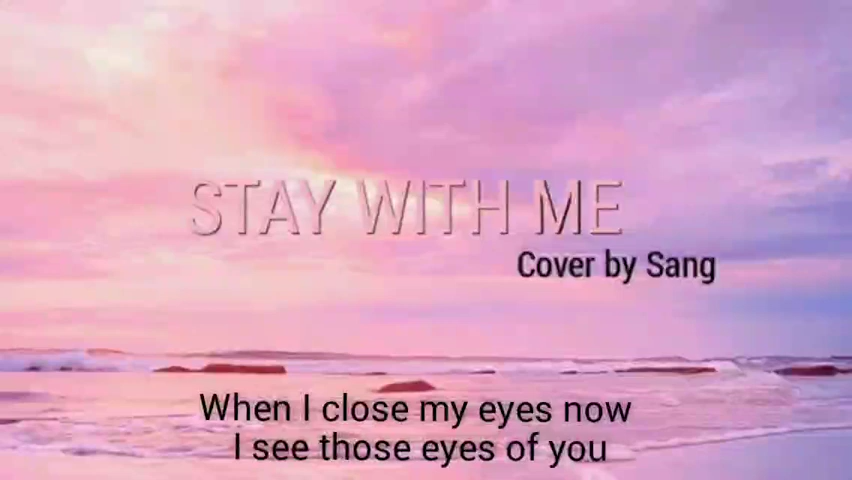 STAY WITH ME
Cover by Sang
When I close my eyes now
I see those eyes of you